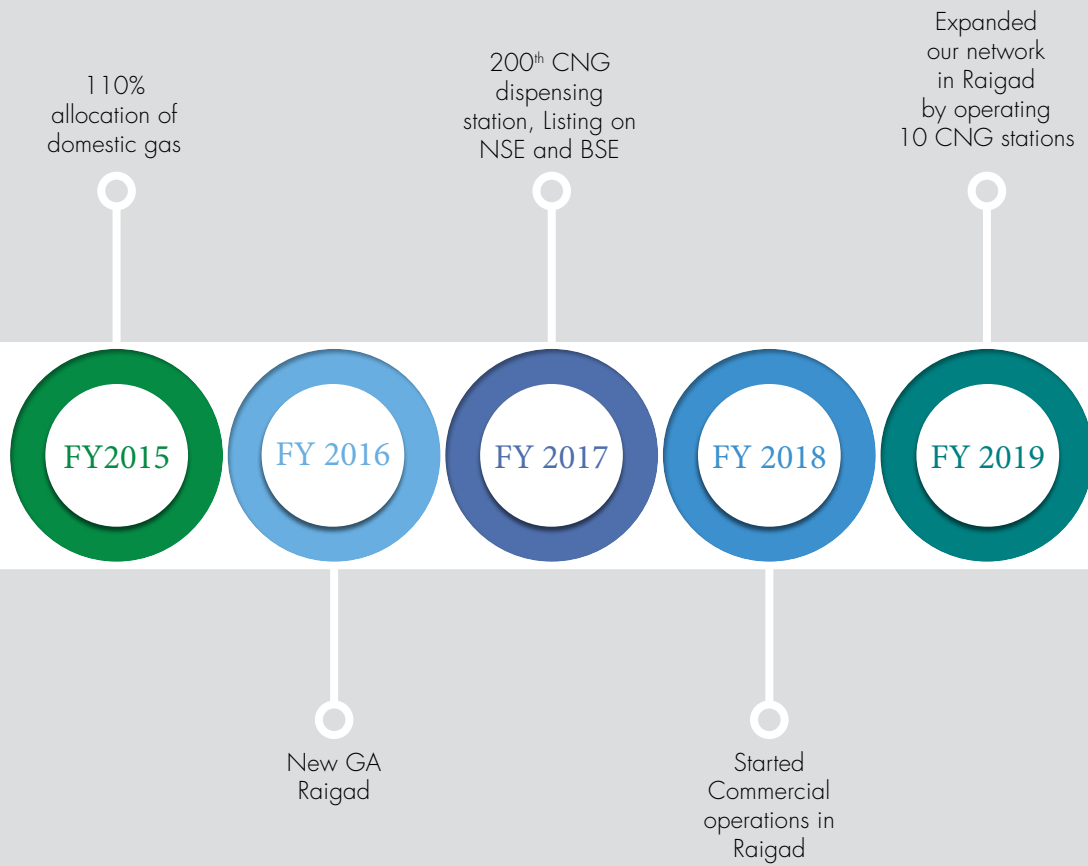 110%
allocation of
domestic gas
200th CNG
dispensing
station, Listing on
NSE and BSE
Expanded
our network
in Raigad
by operating
10 CNG stations
FY2015
FY 2016
FY 2017
FY 2018
FY 2019
New GA
Raigad
Started
Commercial
operations in
Raigad